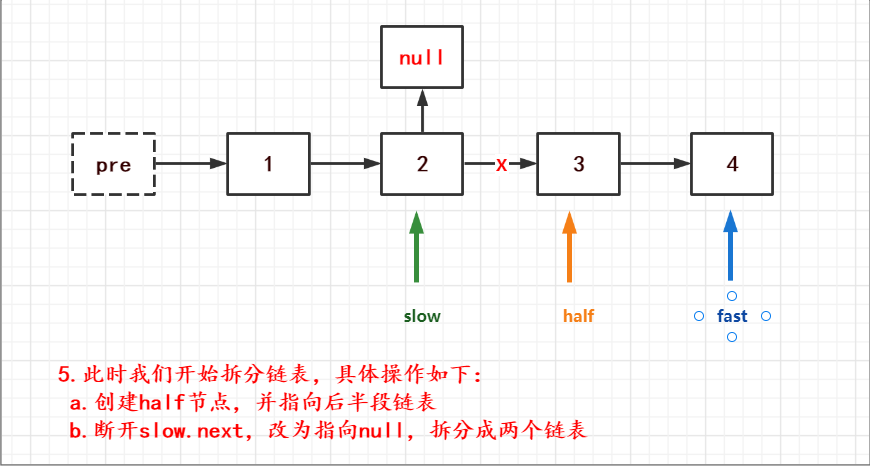 null
pre 1 2 x 3 4
slow half fast
5.此时我们开始拆分链表，具体操作如下：
a.创建half节点，并指向后半段链表
b.断开slow.next，改为指向null，拆分成两个链表